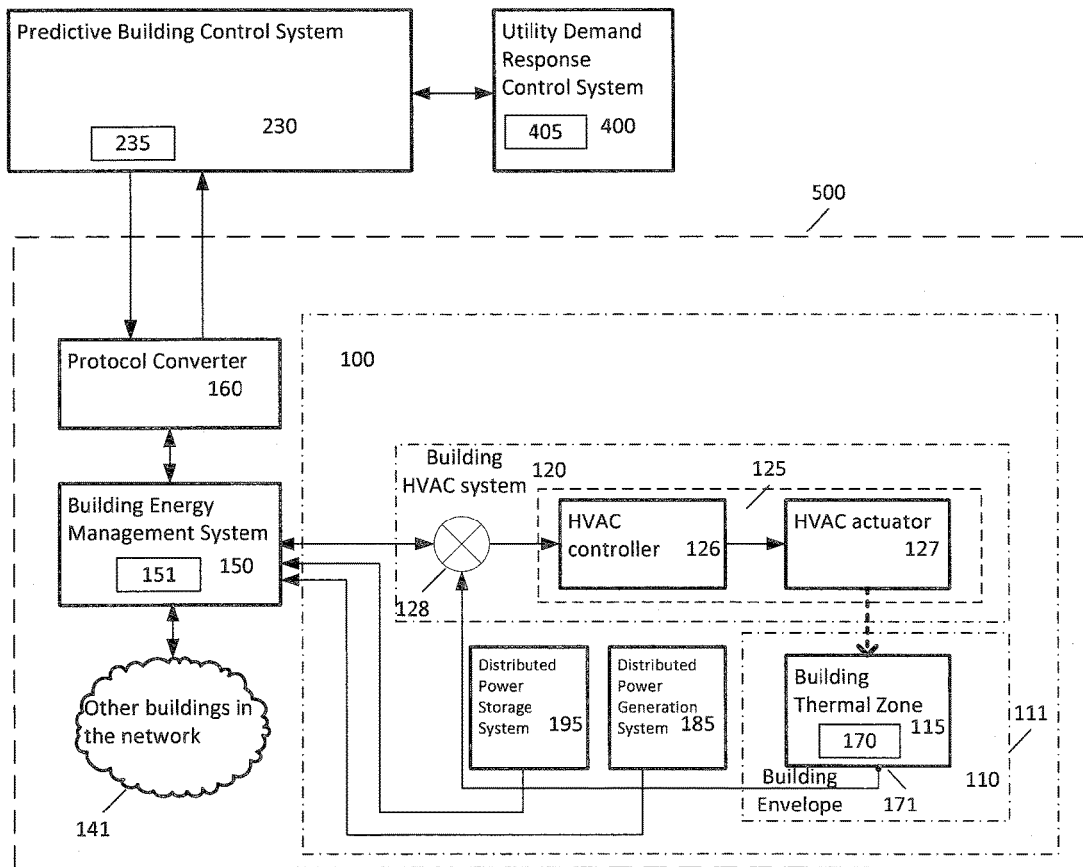 Predictive Building Control System
235
230
Utility Demand
Response
Control System
405
400
500
Protocol Converter
160
100
Building
HVAC system
120
125
HVAC
controller
126
HVAC actuator
127
128
Building Energy
Management System
151
150
Distributed
Power
Storage
System
195
Distributed
Power
Generation
System
185
Building
Thermal Zone
170
115
111
110
Building
Envelope
171
Other buildings in
the network
141